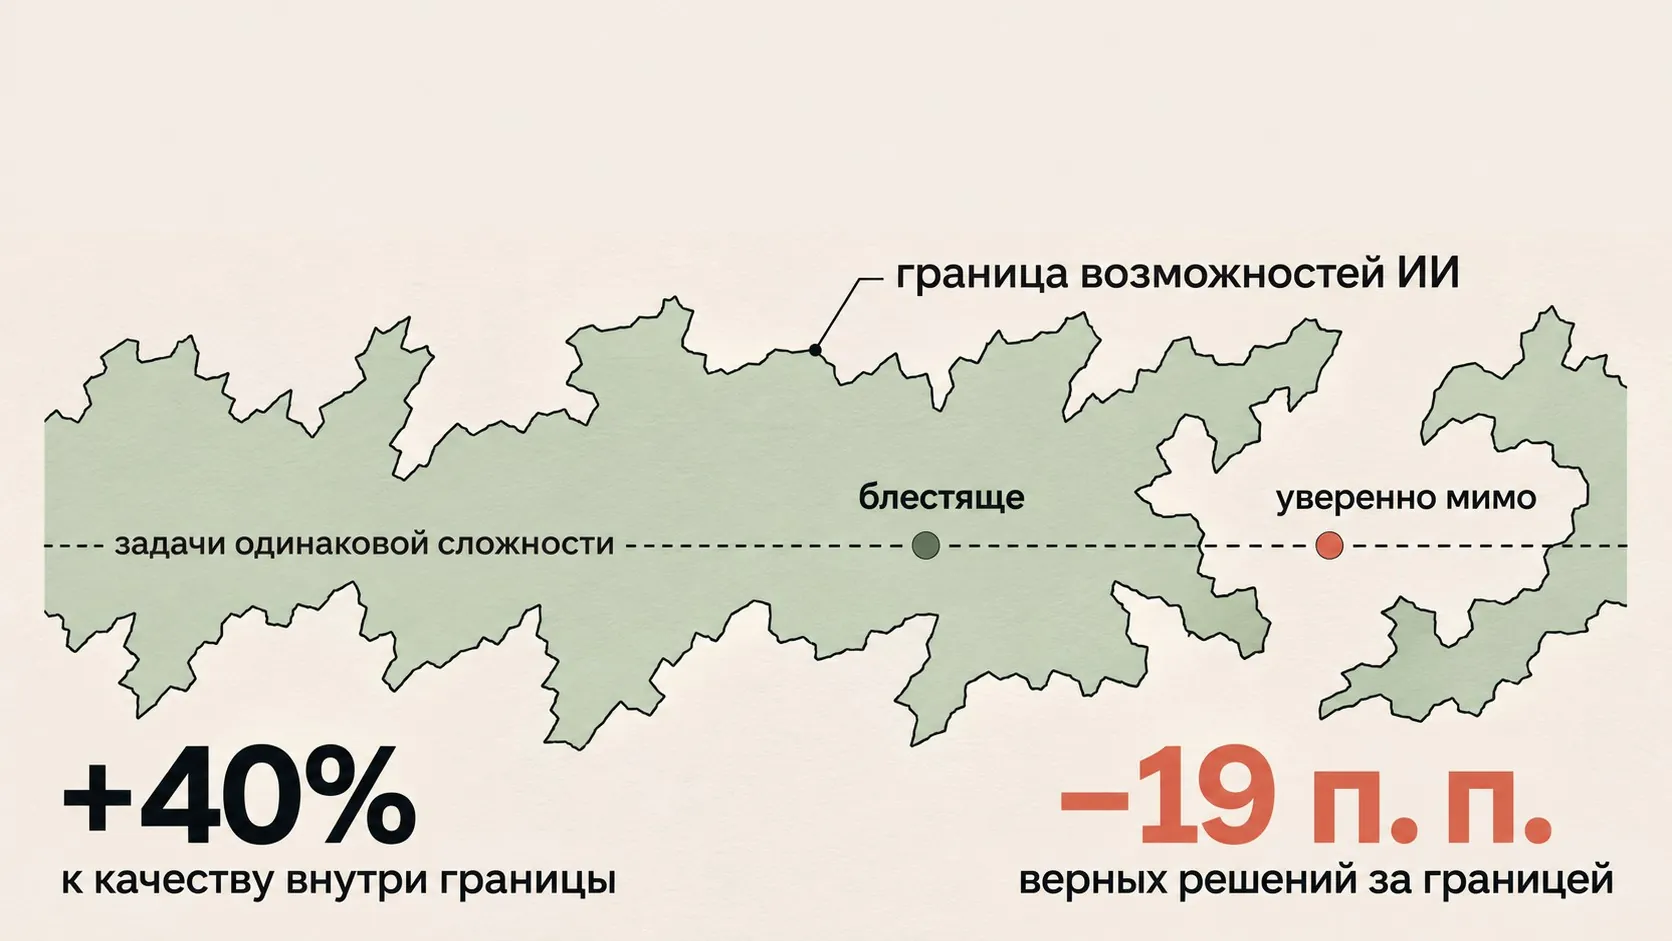 граница возможностей ИИ
блестяще
уверенно мимо
задачи одинаковой сложности
+40%
к качеству внутри границы
–19 п. п.
верных решений за границей